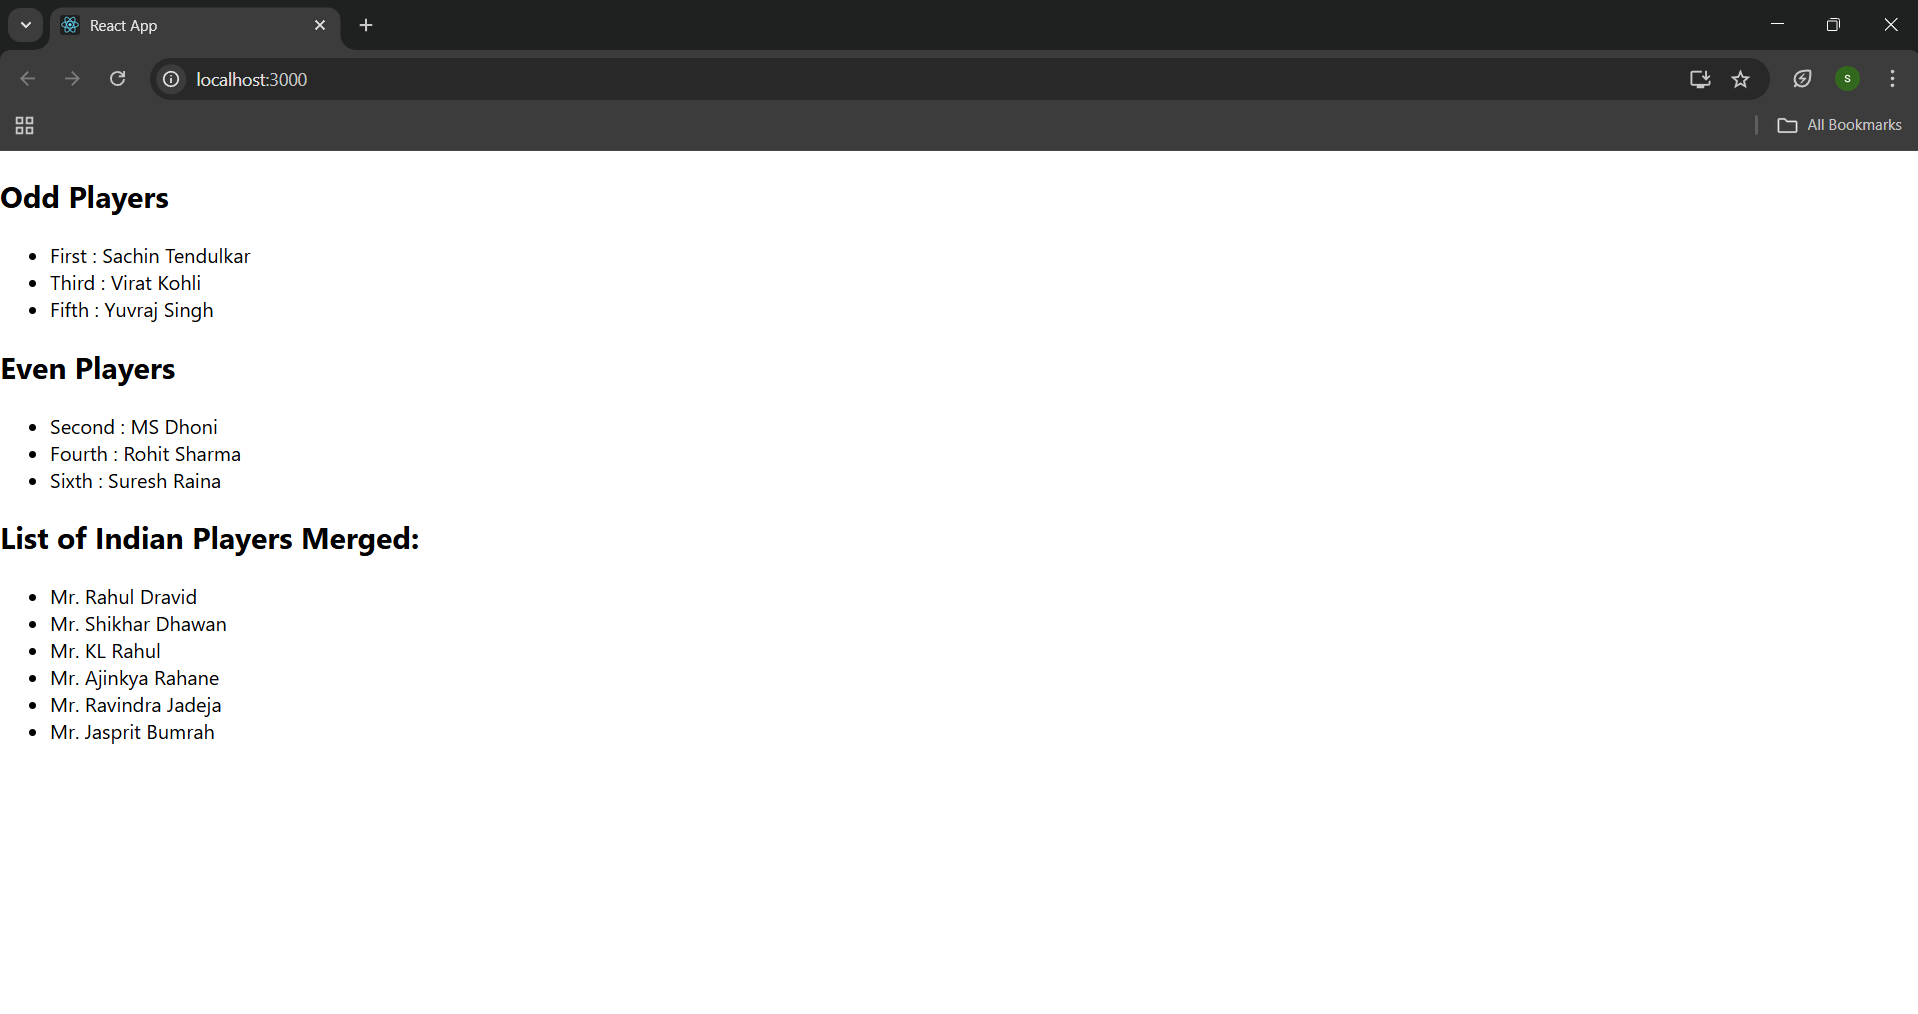 React App
localhost:3000
S
All Bookmarks
Odd Players
First : Sachin Tendulkar
Third : Virat Kohli
Fifth : Yuvraj Singh
Even Players
Second : MS Dhoni
Fourth : Rohit Sharma
Sixth : Suresh Raina
List of Indian Players Merged:
Mr. Rahul Dravid
Mr. Shikhar Dhawan
Mr. KL Rahul
Mr. Ajinkya Rahane
Mr. Ravindra Jadeja
Mr. Jasprit Bumrah